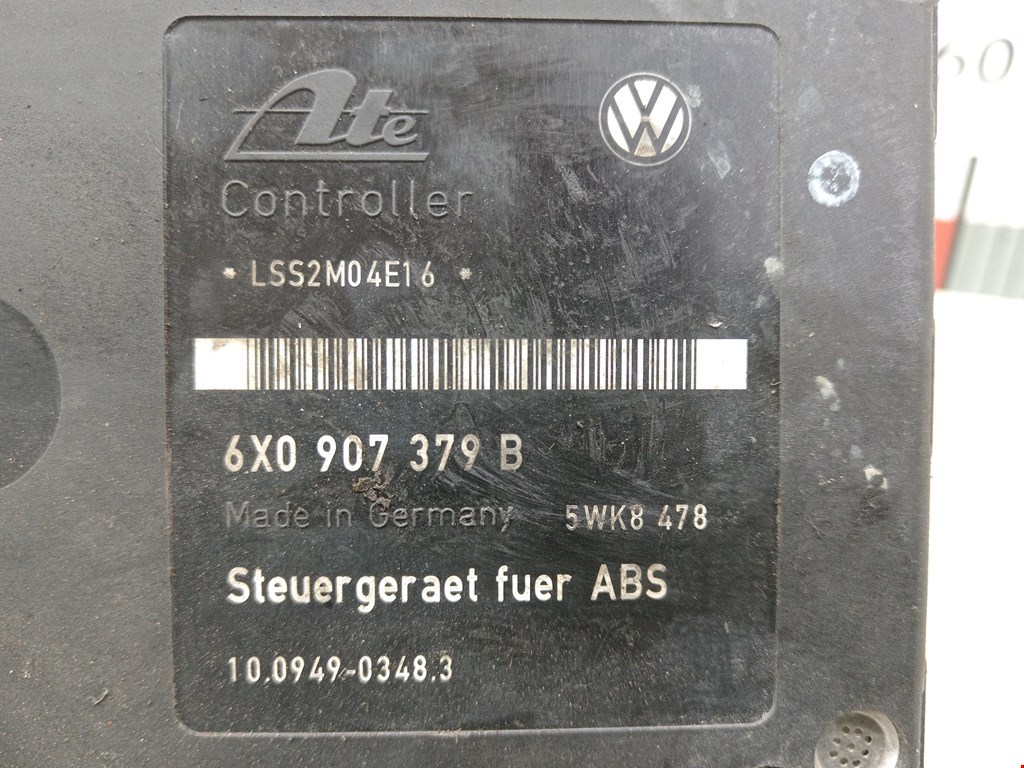 Ate
Controller
* LSS2M04E16 *
6X0 907 379 B
Made in Germany 5WK8 478
Steuergeraet fuer ABS
10.0949-0348.3